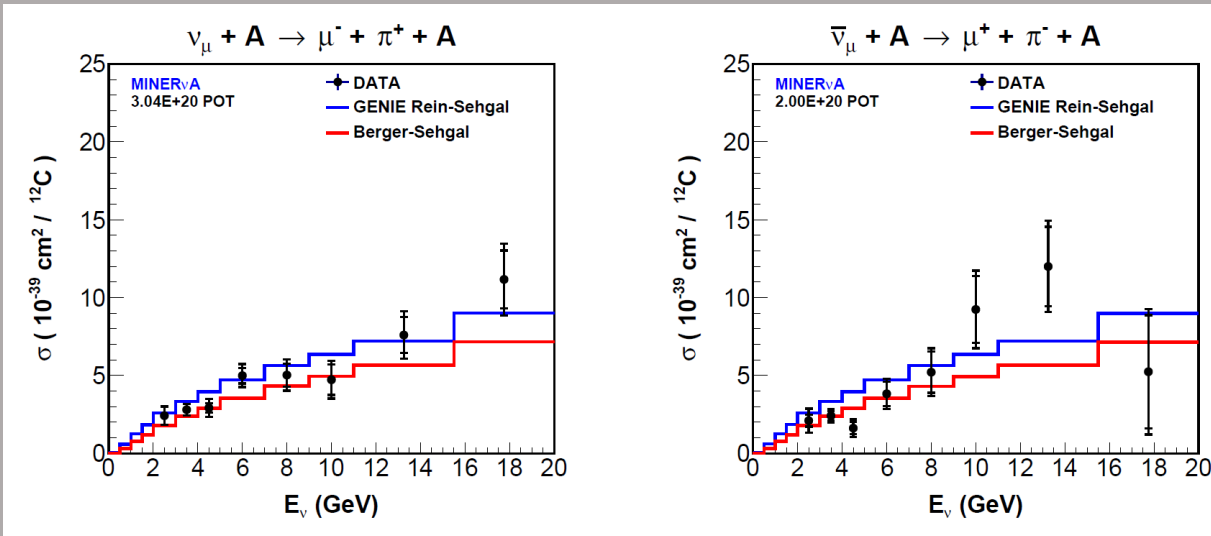 ν_μ + A → μ⁻ + π⁺ + A
25
20
15
10
5
0
σ ( 10⁻³⁹ cm² / ¹²C )
MINERνA
3.04E+20 POT
DATA
GENIE Rein-Sehgal
Berger-Sehgal
0 2 4 6 8 10 12 14 16 18 20
E_ν (GeV)
ν̅_μ + A → μ⁺ + π⁻ + A
25
20
15
10
5
0
σ ( 10⁻³⁹ cm² / ¹²C )
MINERνA
2.00E+20 POT
DATA
GENIE Rein-Sehgal
Berger-Sehgal
0 2 4 6 8 10 12 14 16 18 20
E_ν (GeV)